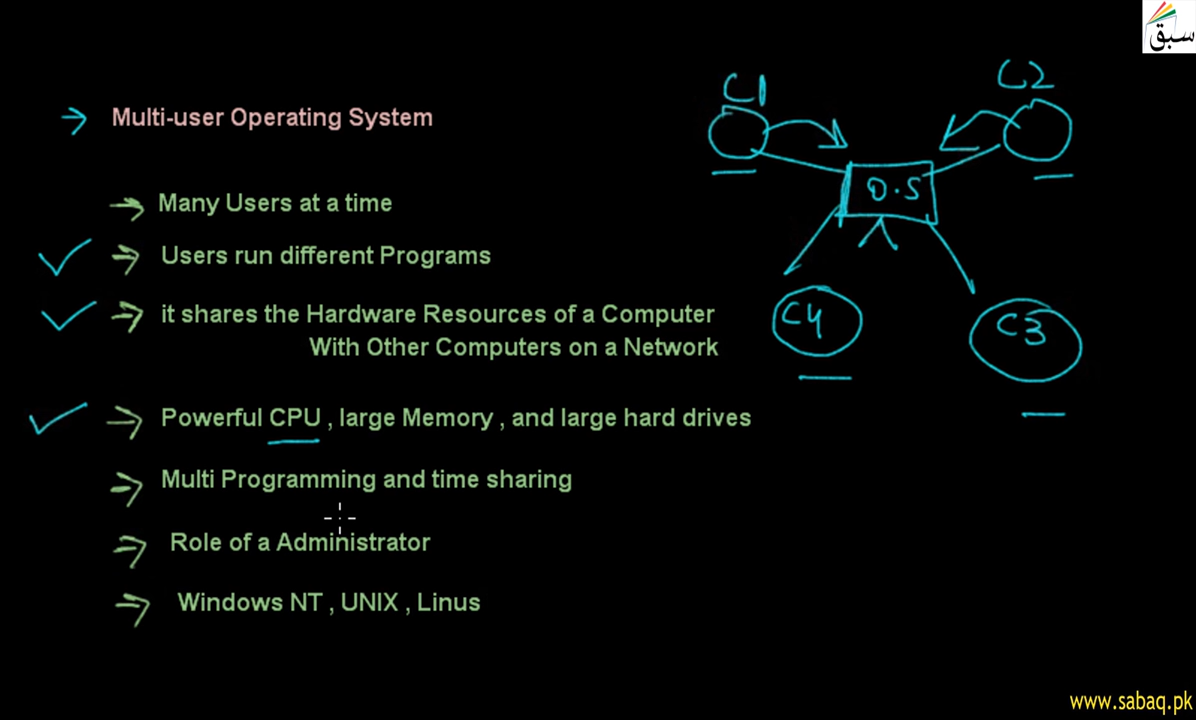 سبق
C1
C2
Multi-user Operating System
O.S
Many Users at a time
Users run different Programs
it shares the Hardware Resources of a Computer
With Other Computers on a Network
C4
C3
Powerful CPU , large Memory , and large hard drives
Multi Programming and time sharing
Role of a Administrator
Windows NT , UNIX , Linus
www.sabaq.pk